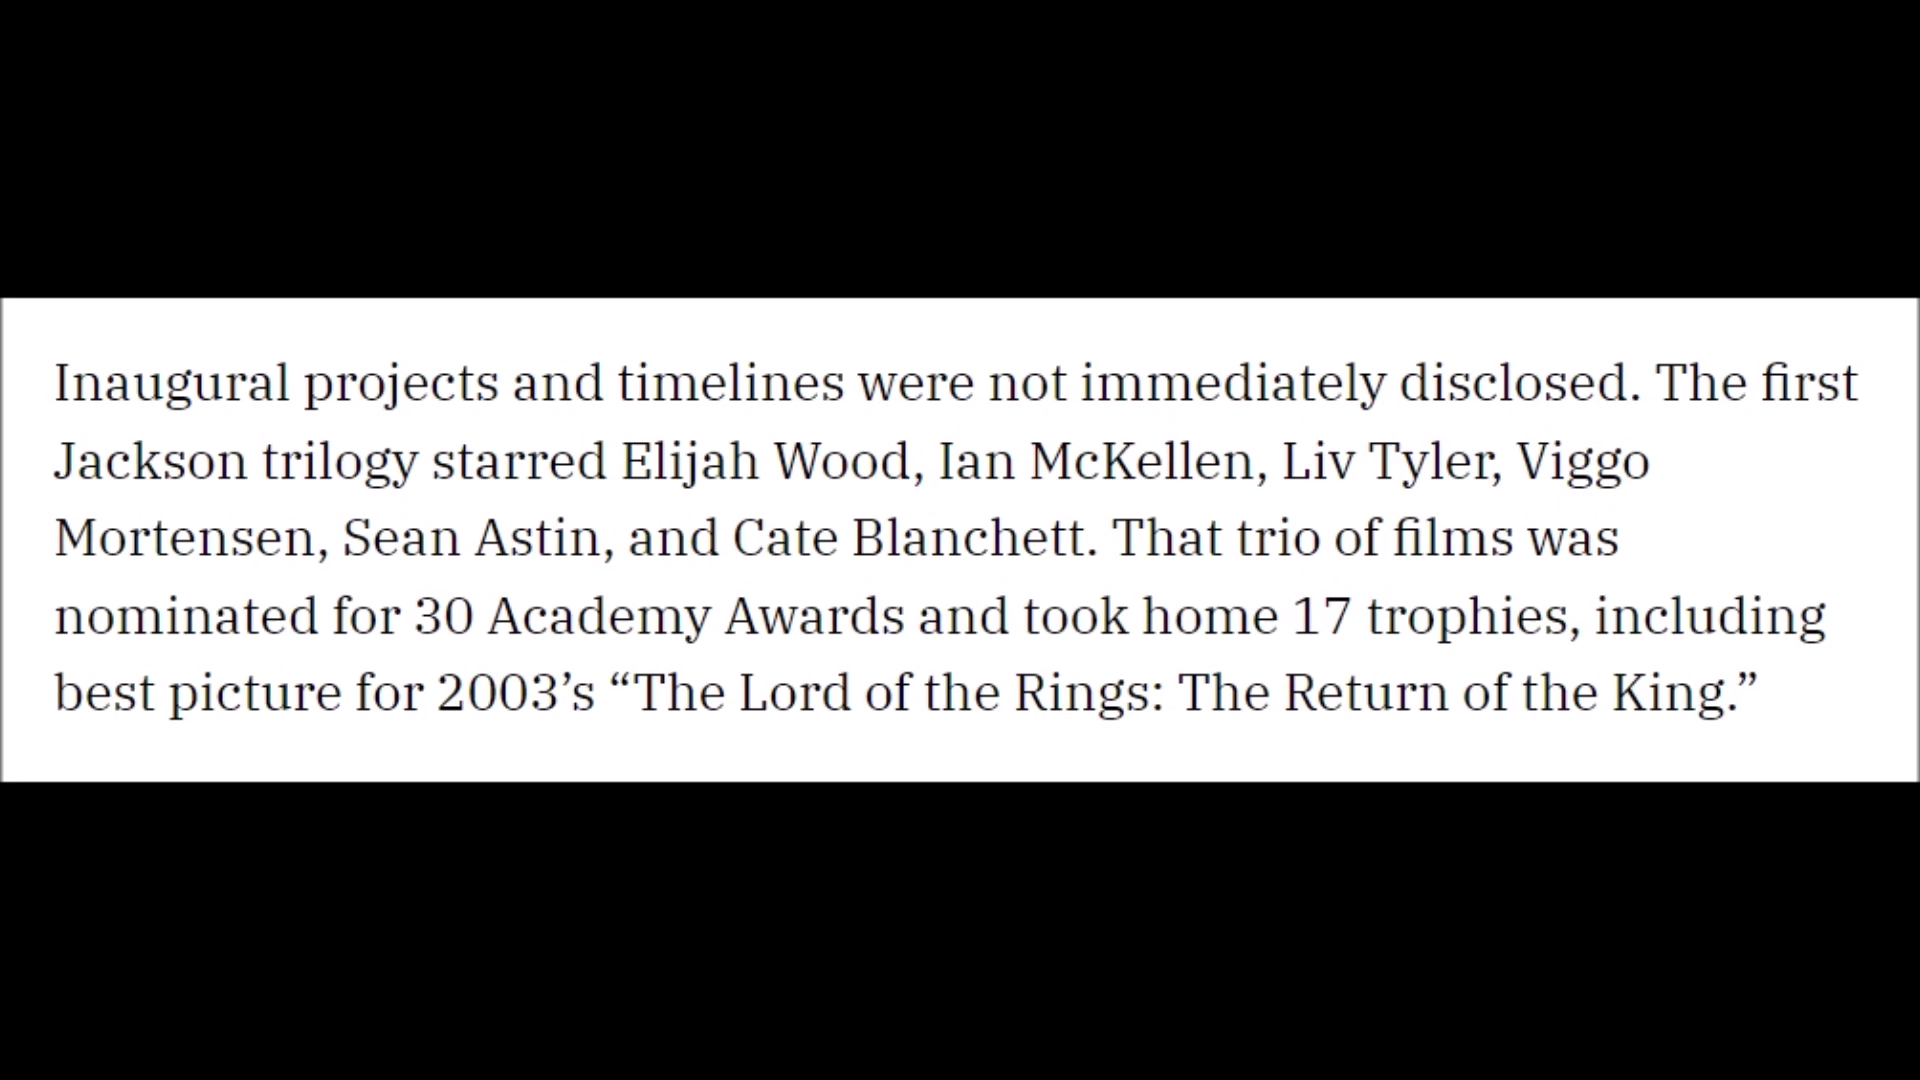 Inaugural projects and timelines were not immediately disclosed. The first
Jackson trilogy starred Elijah Wood, Ian McKellen, Liv Tyler, Viggo
Mortensen, Sean Astin, and Cate Blanchett. That trio of films was
nominated for 30 Academy Awards and took home 17 trophies, including
best picture for 2003’s “The Lord of the Rings: The Return of the King.”